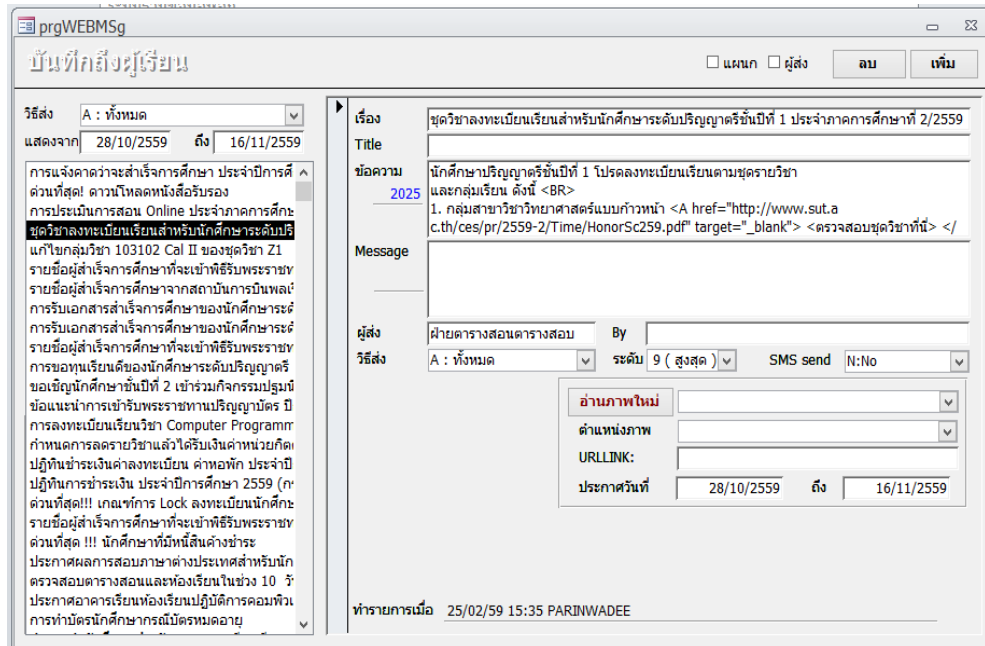 prgWEBMSg
บันทึกถึงผู้เรียน
แผนก ผู้ส่ง ลบ เพิ่ม
วิธีส่ง A : ทั้งหมด
แสดงจาก 28/10/2559 ถึง 16/11/2559
การแจ้งคาดว่าจะสำเร็จการศึกษา ประจำปีการศึ
ด่วนที่สุด! ดาวน์โหลดหนังสือรับรอง
การประเมินการสอน Online ประจำภาคการศึกษ
ชุดวิชาลงทะเบียนเรียนสำหรับนักศึกษาระดับปริ
แก้ไขกลุ่มวิชา 103102 Cal II ของชุดวิชา Z1
รายชื่อผู้สำเร็จการศึกษาที่จะเข้าพิธีรับพระราชท
รายชื่อผู้สำเร็จการศึกษาจากสถาบันการบินพลเ
การรับเอกสารสำเร็จการศึกษาของนักศึกษาระดั
การรับเอกสารสำเร็จการศึกษาของนักศึกษาระดั
รายชื่อผู้สำเร็จการศึกษาที่จะเข้าพิธีรับพระราชท
การขอทุนเรียนดีของนักศึกษาระดับปริญญาตรี
ขอเชิญนักศึกษาชั้นปีที่ 2 เข้าร่วมกิจกรรมปฐมนิ
ข้อแนะนำการเข้ารับพระราชทานปริญญาบัตร ปี
การลงทะเบียนเรียนวิชา Computer Programm
กำหนดการลดรายวิชาแล้วได้รับเงินค่าหน่วยกิต
ปฏิทินชำระเงินค่าลงทะเบียน ค่าหอพัก ประจำปี
ปฏิทินการชำระเงิน ประจำปีการศึกษา 2559 (ก
ด่วนที่สุด!!! เกณฑ์การ Lock ลงทะเบียนนักศึกษ
รายชื่อผู้สำเร็จการศึกษาที่จะเข้าพิธีรับพระราชท
ด่วนที่สุด !!! นักศึกษาที่มีหนี้สินค้างชำระ
ประกาศผลการสอบภาษาต่างประเทศสำหรับนัก
ตรวจสอบตารางสอนและห้องเรียนในช่วง 10 วั
ประกาศอาคารเรียนห้องเรียนปฏิบัติการคอมพิวเ
การทำบัตรนักศึกษากรณีบัตรหมดอายุ
เรื่อง ชุดวิชาลงทะเบียนเรียนสำหรับนักศึกษาระดับปริญญาตรีชั้นปีที่ 1 ประจำภาคการศึกษาที่ 2/2559
Title
ข้อความ นักศึกษาปริญญาตรีชั้นปีที่ 1 โปรดลงทะเบียนเรียนตามชุดรายวิชา
2025 และกลุ่มเรียน ดังนี้ <BR>
1. กลุ่มสาขาวิชาวิทยาศาสตร์แบบก้าวหน้า <A href="http://www.sut.a
c.th/ces/pr/2559-2/Time/HonorSc259.pdf" target="_blank"> <ตรวจสอบชุดวิชาที่นี่> </
Message
ผู้ส่ง ฝ่ายตารางสอนตารางสอบ By
วิธีส่ง A : ทั้งหมด ระดับ 9 ( สูงสุด ) SMS send N:No
อ่านภาพใหม่
ตำแหน่งภาพ
URLLINK:
ประกาศวันที่ 28/10/2559 ถึง 16/11/2559
ทำรายการเมื่อ 25/02/59 15:35 PARINWADEE